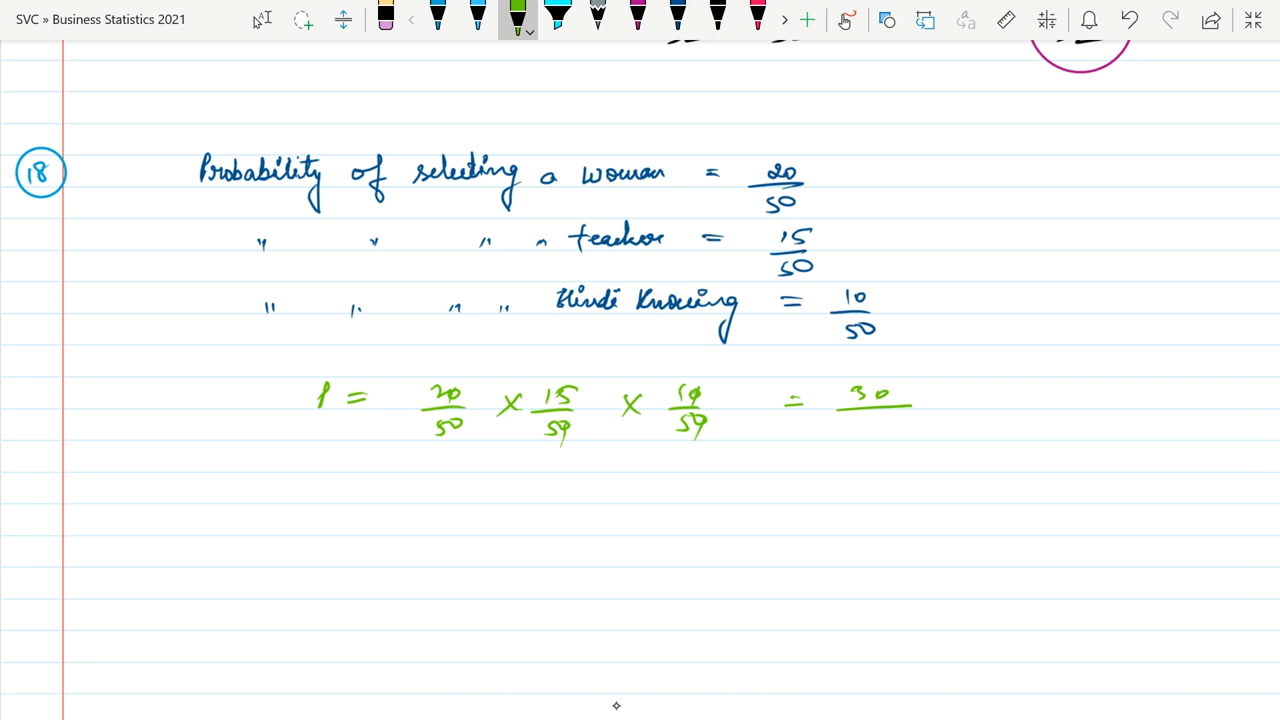 SVC » Business Statistics 2021
18 Probability of selecting a woman = 20/50
" " " " teacher = 15/50
" " " " Hindi Knowing = 10/50
P = 20/50 × 15/50 × 10/50 = 30